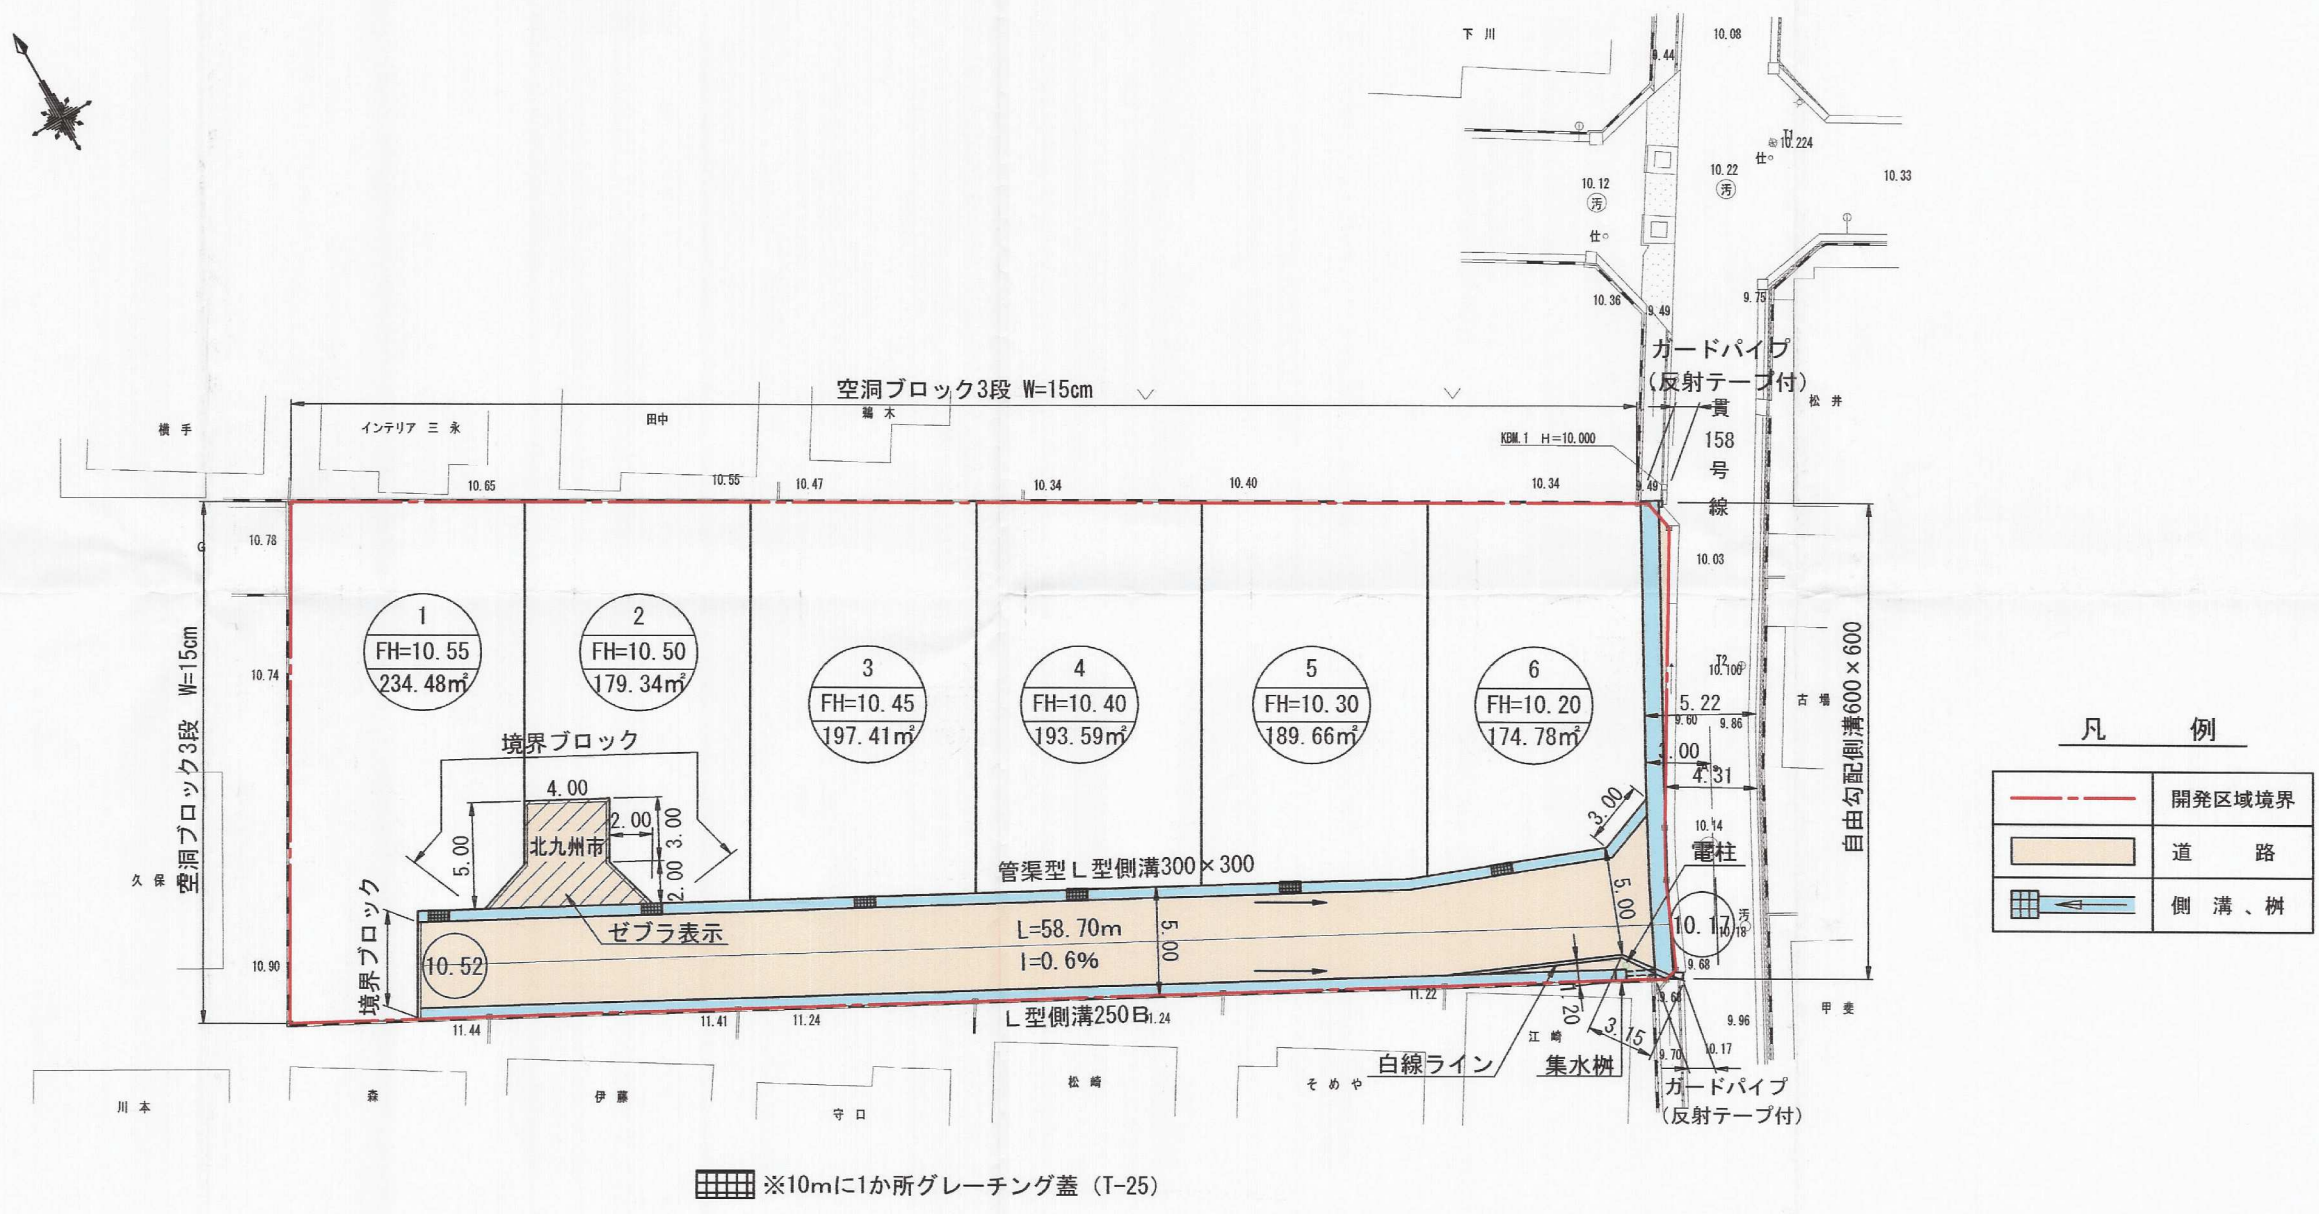 下川
9.44
10.08
T1
10.224
仕
10.22
汚
10.33
10.12
汚
仕
10.36
9.49
9.75
ガードパイプ
(反射テープ付)
貫
158
号
線
松井
空洞ブロック3段 W=15cm
横手
インテリア 三永
田中
鵜木
KBM.1 H=10.000
10.65
10.55
10.47
10.34
10.40
10.34
9.49
G
10.78
10.74
10.90
空洞ブロック3段 W=15cm
久保
1
FH=10.55
234.48㎡
2
FH=10.50
179.34㎡
3
FH=10.45
197.41㎡
4
FH=10.40
193.59㎡
5
FH=10.30
189.66㎡
6
FH=10.20
174.78㎡
10.03
T2
10.100
5.22
9.60
9.86
3.00
4.31
10.14
古場
自由勾配側溝600×600
境界ブロック
4.00
5.00
2.00
3.00
2.00
北九州市
ゼブラ表示
境界ブロック
管渠型L型側溝300×300
3.00
電柱
5.00
5.00
L=58.70m
I=0.6%
10.52
10.17
汚
10.18
9.68
9.68
11.44
11.41
11.24
L型側溝250B
11.24
11.22
1.20
3.15
江崎
白線ライン
集水桝
9.70
10.17
9.96
甲斐
ガードパイプ
(反射テープ付)
川本
森
伊藤
守口
松崎
そめや
※10mに1か所グレーチング蓋 (T-25)
凡例
開発区域境界
道路
側溝、桝